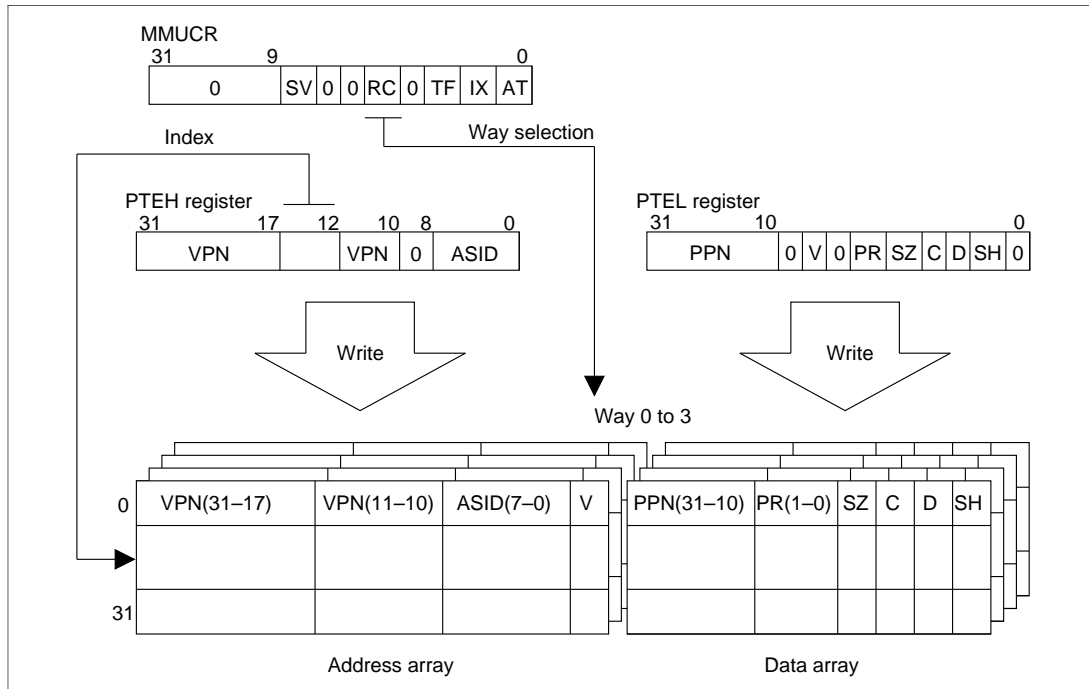 MMUCR
31 9 0
0 SV 0 0 RC 0 TF IX AT
Index Way selection
PTEH register PTEL register
31 17 12 10 8 0 31 10 0
VPN VPN 0 ASID PPN 0 V 0 PR SZ C D SH 0
Write Write
Way 0 to 3
0 VPN(31–17) VPN(11–10) ASID(7–0) V PPN(31–10) PR(1–0) SZ C D SH
31
Address array Data array